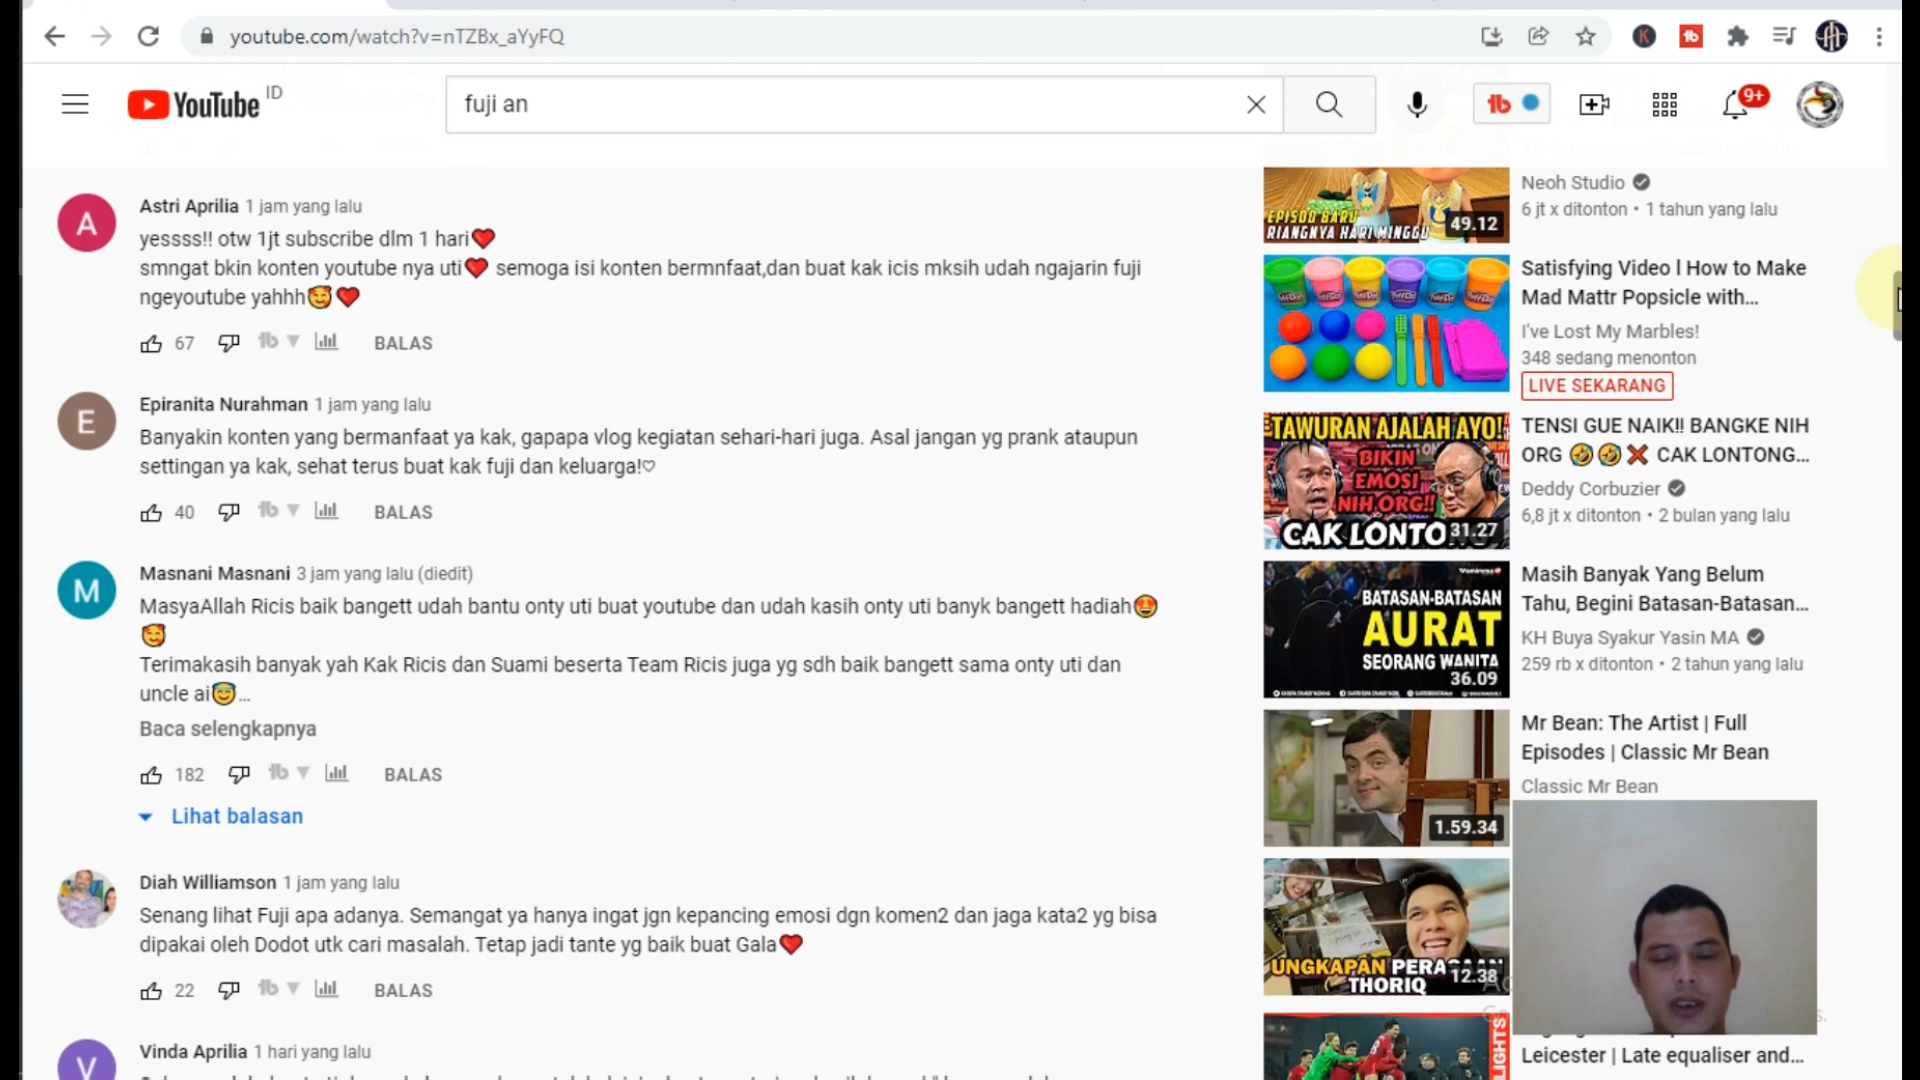 youtube.com/watch?v=nTZBx_aYyFQ
K
YouTube ID
fuji an
9+
A
Astri Aprilia 1 jam yang lalu
yessss!! otw 1jt subscribe dlm 1 hari❤️
smngat bkin konten youtube nya uti❤️ semoga isi konten bermnfaat,dan buat kak icis mksih udah ngajarin fuji
ngeyoutube yahhh🥰❤️
67 BALAS
E
Epiranita Nurahman 1 jam yang lalu
Banyakin konten yang bermanfaat ya kak, gapapa vlog kegiatan sehari-hari juga. Asal jangan yg prank ataupun
settingan ya kak, sehat terus buat kak fuji dan keluarga!♡
40 BALAS
M
Masnani Masnani 3 jam yang lalu (diedit)
MasyaAllah Ricis baik bangett udah bantu onty uti buat youtube dan udah kasih onty uti banyk bangett hadiah😍
🥰
Terimakasih banyak yah Kak Ricis dan Suami beserta Team Ricis juga yg sdh baik bangett sama onty uti dan
uncle ai😇...
Baca selengkapnya
182 BALAS
Lihat balasan
Diah Williamson 1 jam yang lalu
Senang lihat Fuji apa adanya. Semangat ya hanya ingat jgn kepancing emosi dgn komen2 dan jaga kata2 yg bisa
dipakai oleh Dodot utk cari masalah. Tetap jadi tante yg baik buat Gala❤️
22 BALAS
V
Vinda Aprilia 1 hari yang lalu
EPISOD BARU
RIANGNYA HARI MINGGU
49.12
Neoh Studio
6 jt x ditonton • 1 tahun yang lalu
Satisfying Video l How to Make
Mad Mattr Popsicle with...
I've Lost My Marbles!
348 sedang menonton
LIVE SEKARANG
TAWURAN AJALAH AYO!
BIKIN
EMOSI
NIH ORG!!
CAK LONTO
31.27
TENSI GUE NAIK!! BANGKE NIH
ORG 🤣🤣❌ CAK LONTONG...
Deddy Corbuzier
6,8 jt x ditonton • 2 bulan yang lalu
BATASAN-BATASAN
AURAT
SEORANG WANITA
36.09
Masih Banyak Yang Belum
Tahu, Begini Batasan-Batasan...
KH Buya Syakur Yasin MA
259 rb x ditonton • 2 tahun yang lalu
1.59.34
Mr Bean: The Artist | Full
Episodes | Classic Mr Bean
Classic Mr Bean
UNGKAPAN
THORIQ
12.38
Leicester | Late equaliser and...